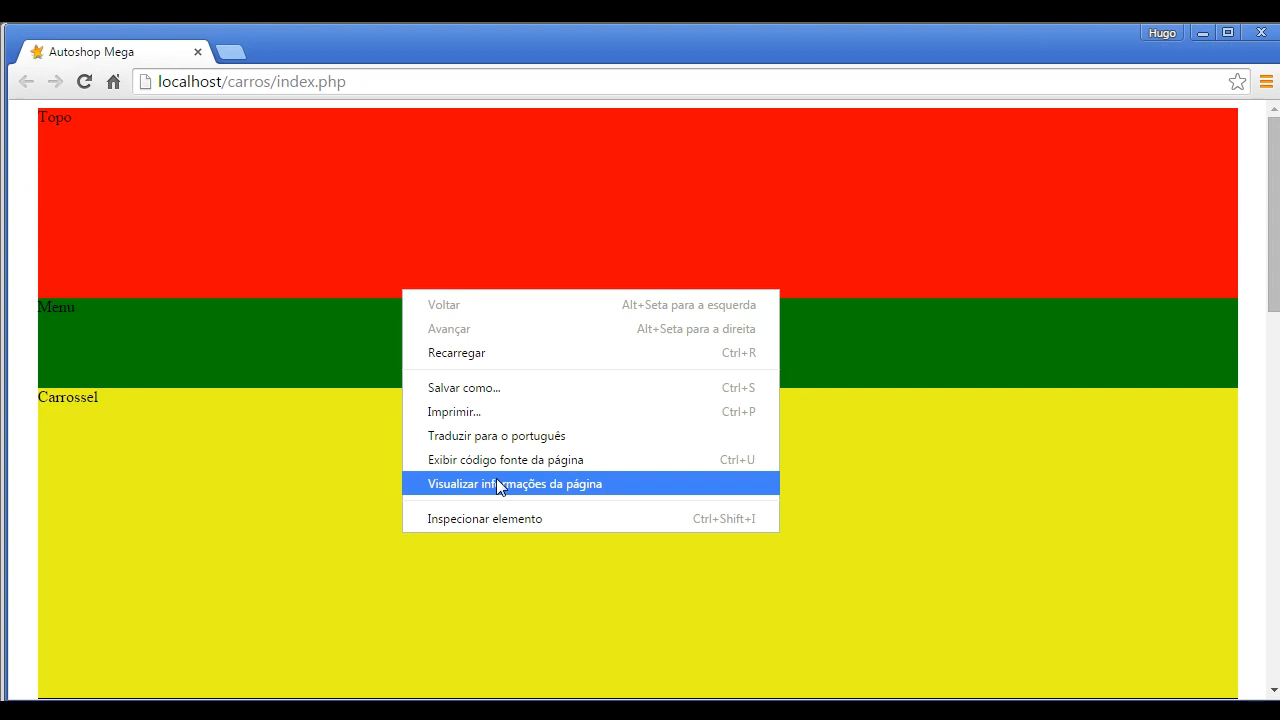 Hugo
Autoshop Mega
localhost/carros/index.php
Topo
Menu
Voltar Alt+Seta para a esquerda
Avançar Alt+Seta para a direita
Recarregar Ctrl+R
Carrossel
Salvar como... Ctrl+S
Imprimir... Ctrl+P
Traduzir para o português
Exibir código fonte da página Ctrl+U
Visualizar informações da página
Inspecionar elemento Ctrl+Shift+I